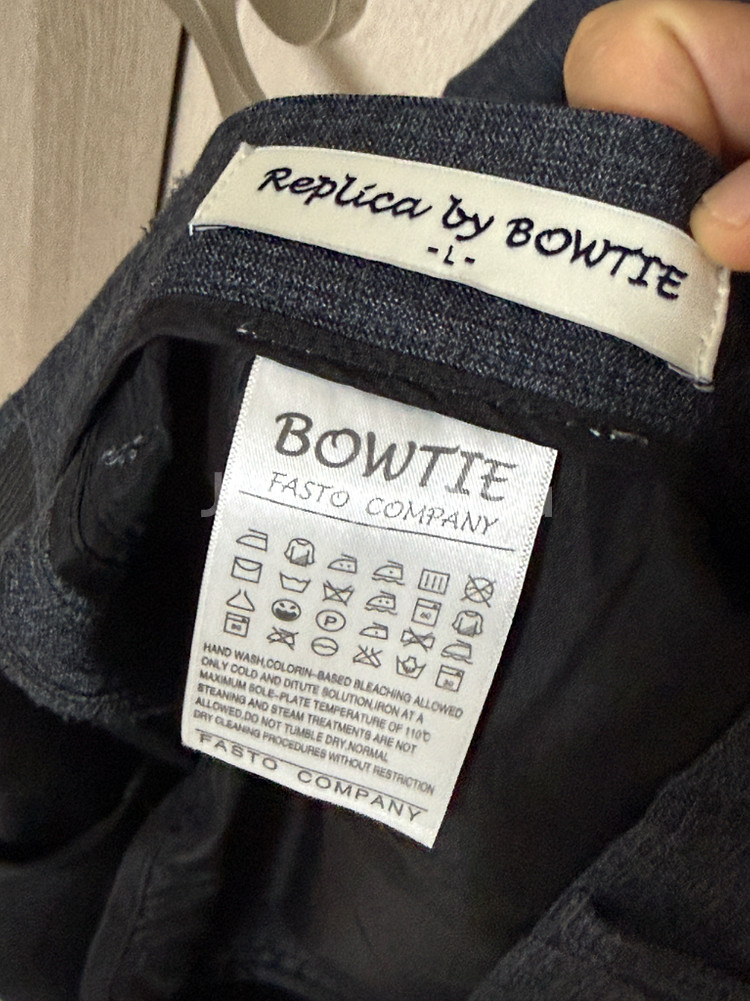 Replica by BOWTIE
- L -
BOWTIE
FASTO COMPANY
P
HAND WASH,COLORIN-BASED BLEACHING ALLOWED
ONLY COLD AND DITUTE SOLUTION,IRON AT A
MAXIMUM SOLE-PLATE TEMPERATURE OF 110℃
STEANING AND STEAM TREATMENTS ARE NOT
ALLOWED,DO NOT TUMBLE DRY,NORMAL
DRY CLEANING PROCEDURES WITHOUT RESTRICTION
FASTO COMPANY